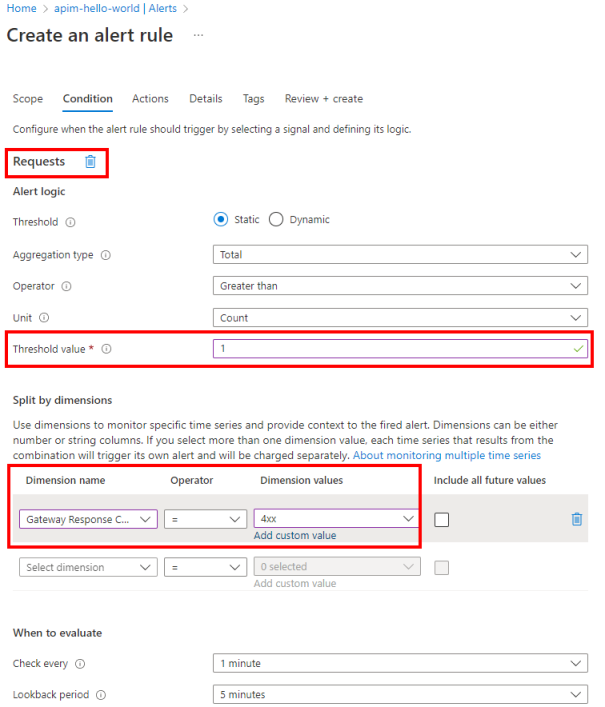 Home > apim-hello-world | Alerts >
Create an alert rule ...
Scope Condition Actions Details Tags Review + create
Configure when the alert rule should trigger by selecting a signal and defining its logic.
Requests
Alert logic
Threshold Static Dynamic
Aggregation type Total
Operator Greater than
Unit Count
Threshold value * 1
Split by dimensions
Use dimensions to monitor specific time series and provide context to the fired alert. Dimensions can be either
number or string columns. If you select more than one dimension value, each time series that results from the
combination will trigger its own alert and will be charged separately. About monitoring multiple time series
Dimension name Operator Dimension values Include all future values
Gateway Response C... = 4xx
Add custom value
Select dimension = 0 selected
Add custom value
When to evaluate
Check every 1 minute
Lookback period 5 minutes